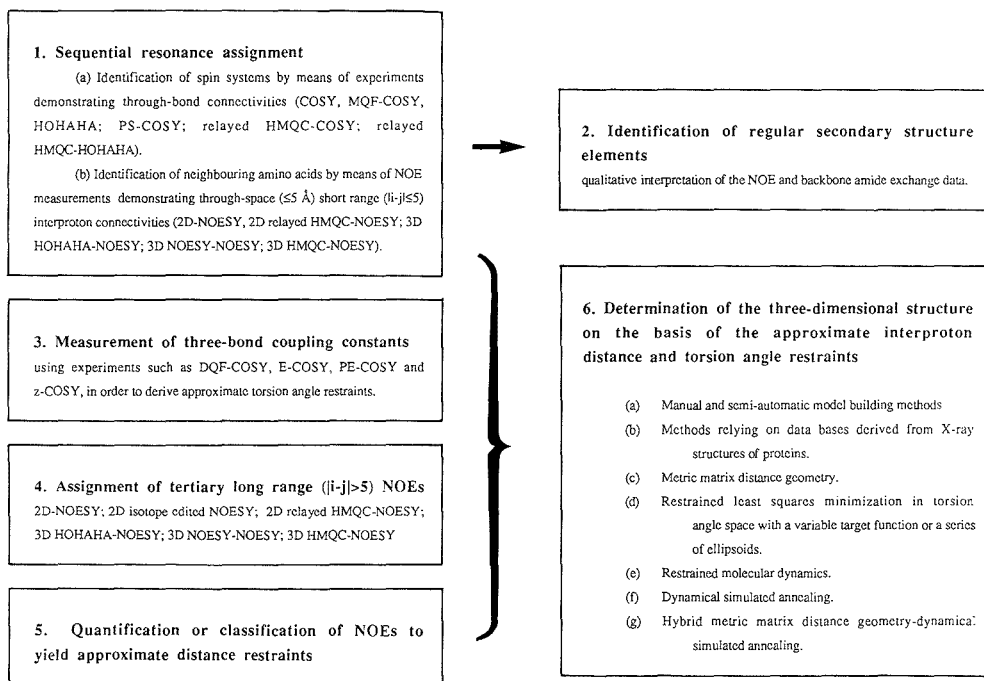 1. Sequential resonance assignment
(a) Identification of spin systems by means of experiments
demonstrating through-bond connectivities (COSY, MQF-COSY,
HOHAHA; PS-COSY; relayed HMQC-COSY; relayed
HMQC-HOHAHA).
(b) Identification of neighbouring amino acids by means of NOE
measurements demonstrating through-space (≤5 Å) short range (|i-j|≤5)
interproton connectivities (2D-NOESY, 2D relayed HMQC-NOESY; 3D
HOHAHA-NOESY; 3D NOESY-NOESY; 3D HMQC-NOESY).
2. Identification of regular secondary structure
elements
qualitative interpretation of the NOE and backbone amide exchange data.
3. Measurement of three-bond coupling constants
using experiments such as DQF-COSY, E-COSY, PE-COSY and
z-COSY, in order to derive approximate torsion angle restraints.
4. Assignment of tertiary long range (|i-j|>5) NOEs
2D-NOESY; 2D isotope edited NOESY; 2D relayed HMQC-NOESY;
3D HOHAHA-NOESY; 3D NOESY-NOESY; 3D HMQC-NOESY
5. Quantification or classification of NOEs to
yield approximate distance restraints
6. Determination of the three-dimensional structure
on the basis of the approximate interproton
distance and torsion angle restraints
(a) Manual and semi-automatic model building methods
(b) Methods relying on data bases derived from X-ray
structures of proteins.
(c) Metric matrix distance geometry.
(d) Restrained least squares minimization in torsion
angle space with a variable target function or a series
of ellipsoids.
(e) Restrained molecular dynamics.
(f) Dynamical simulated annealing.
(g) Hybrid metric matrix distance geometry-dynamical
simulated annealing.